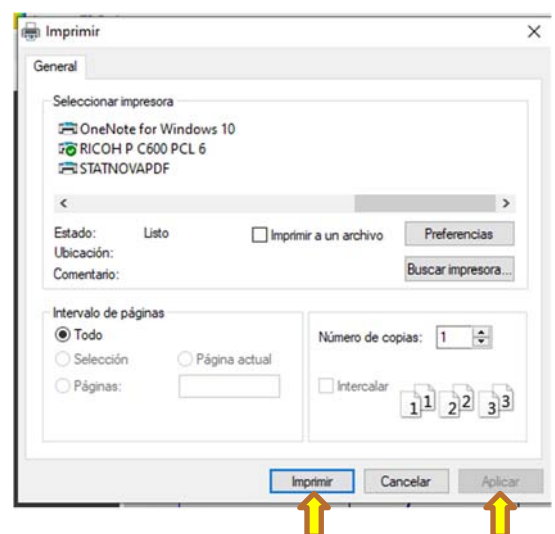 Imprimir
General
Seleccionar impresora
OneNote for Windows 10
RICOH P C600 PCL 6
STATNOVAPDF
Estado: Listo
Imprimir a un archivo
Preferencias
Ubicación:
Comentario:
Buscar impresora...
Intervalo de páginas
Todo
Selección
Página actual
Páginas:
Número de copias: 1
Intercalar
1 1 2 2 3 3
Imprimir
Cancelar
Aplicar